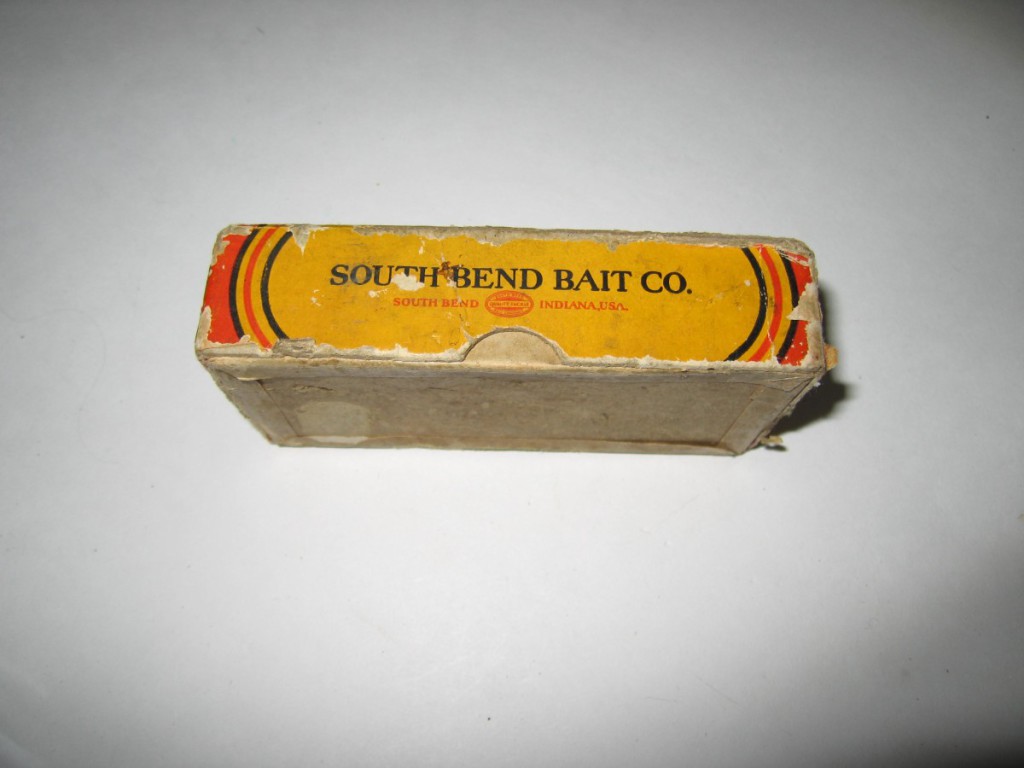 SOUTH BEND BAIT CO.
SOUTH BEND INDIANA, U.S.A.